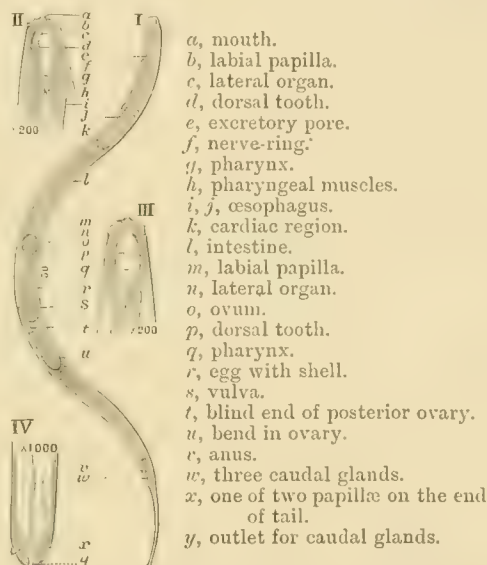 II a I
b
c
d
e
f
g
h
i
200 j
k
l
m III
n
o
p
q
r
s
t 200
u
IV
×1000
v
w
x
y
a, mouth.
b, labial papilla.
c, lateral organ.
d, dorsal tooth.
e, excretory pore.
f, nerve-ring.
g, pharynx.
h, pharyngeal muscles.
i, j, œsophagus.
k, cardiac region.
l, intestine.
m, labial papilla.
n, lateral organ.
o, ovum.
p, dorsal tooth.
q, pharynx.
r, egg with shell.
s, vulva.
t, blind end of posterior ovary.
u, bend in ovary.
v, anus.
w, three caudal glands.
x, one of two papillæ on the end
of tail.
y, outlet for caudal glands.